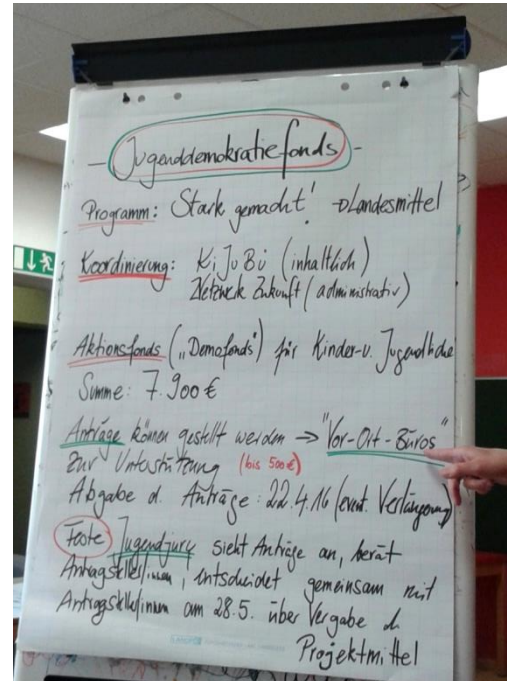 - Jugenddemokratiefonds -
Programm: Stark gemacht! → Landesmittel
Koordinierung: KiJuBü (inhaltlich)
Netzwerk Zukunft (administrativ)
Aktionsfonds („Demofonds“) für Kinder- u. Jugendliche
Summe: 7.900 €
Anträge können gestellt werden → "Vor-Ort-Büros"
zur Unterstützung (bis 500 €)
Abgabe d. Anträge: 22.4.16 (event. Verlängerung)
Feste Jugendjury sieht Anträge an, berät
Antragsteller/innen, entscheidet gemeinsam mit
Antragsteller/innen am 28.5. über Vergabe d.
Projektmittel